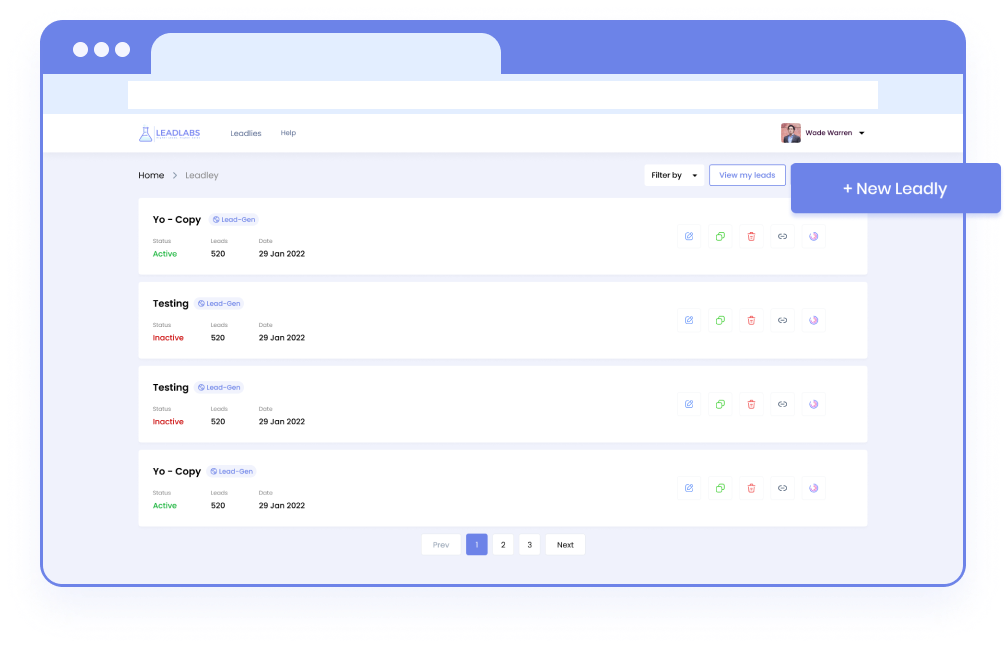 LEADLABS
Leadlies
Help
Wade Warren
Home > Leadley
Filter by
View my leads
+ New Leadly
Yo - Copy Lead-Gen
Status Leads Date
Active 520 29 Jan 2022
Testing Lead-Gen
Status Leads Date
Inactive 520 29 Jan 2022
Testing Lead-Gen
Status Leads Date
Inactive 520 29 Jan 2022
Yo - Copy Lead-Gen
Status Leads Date
Active 520 29 Jan 2022
Prev 1 2 3 Next